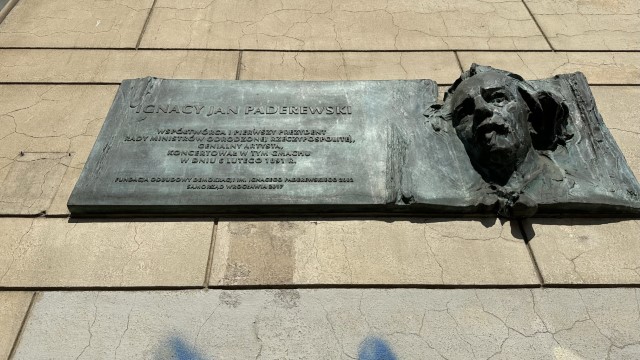 IGNACY JAN PADEREWSKI
WSPÓŁTWÓRCA I PIERWSZY PREZYDENT
RADY MINISTRÓW ODRODZONEJ RZECZYPOSPOLITEJ,
GENIALNY ARTYSTA,
KONCERTOWAŁ W TYM GMACHU
W DNIU 6 LUTEGO 1891 R.
FUNDACJA ODBUDOWY DEMOKRACJI IM. IGNACEGO PADEREWSKIEGO
SAMORZĄD WROCŁAWIA